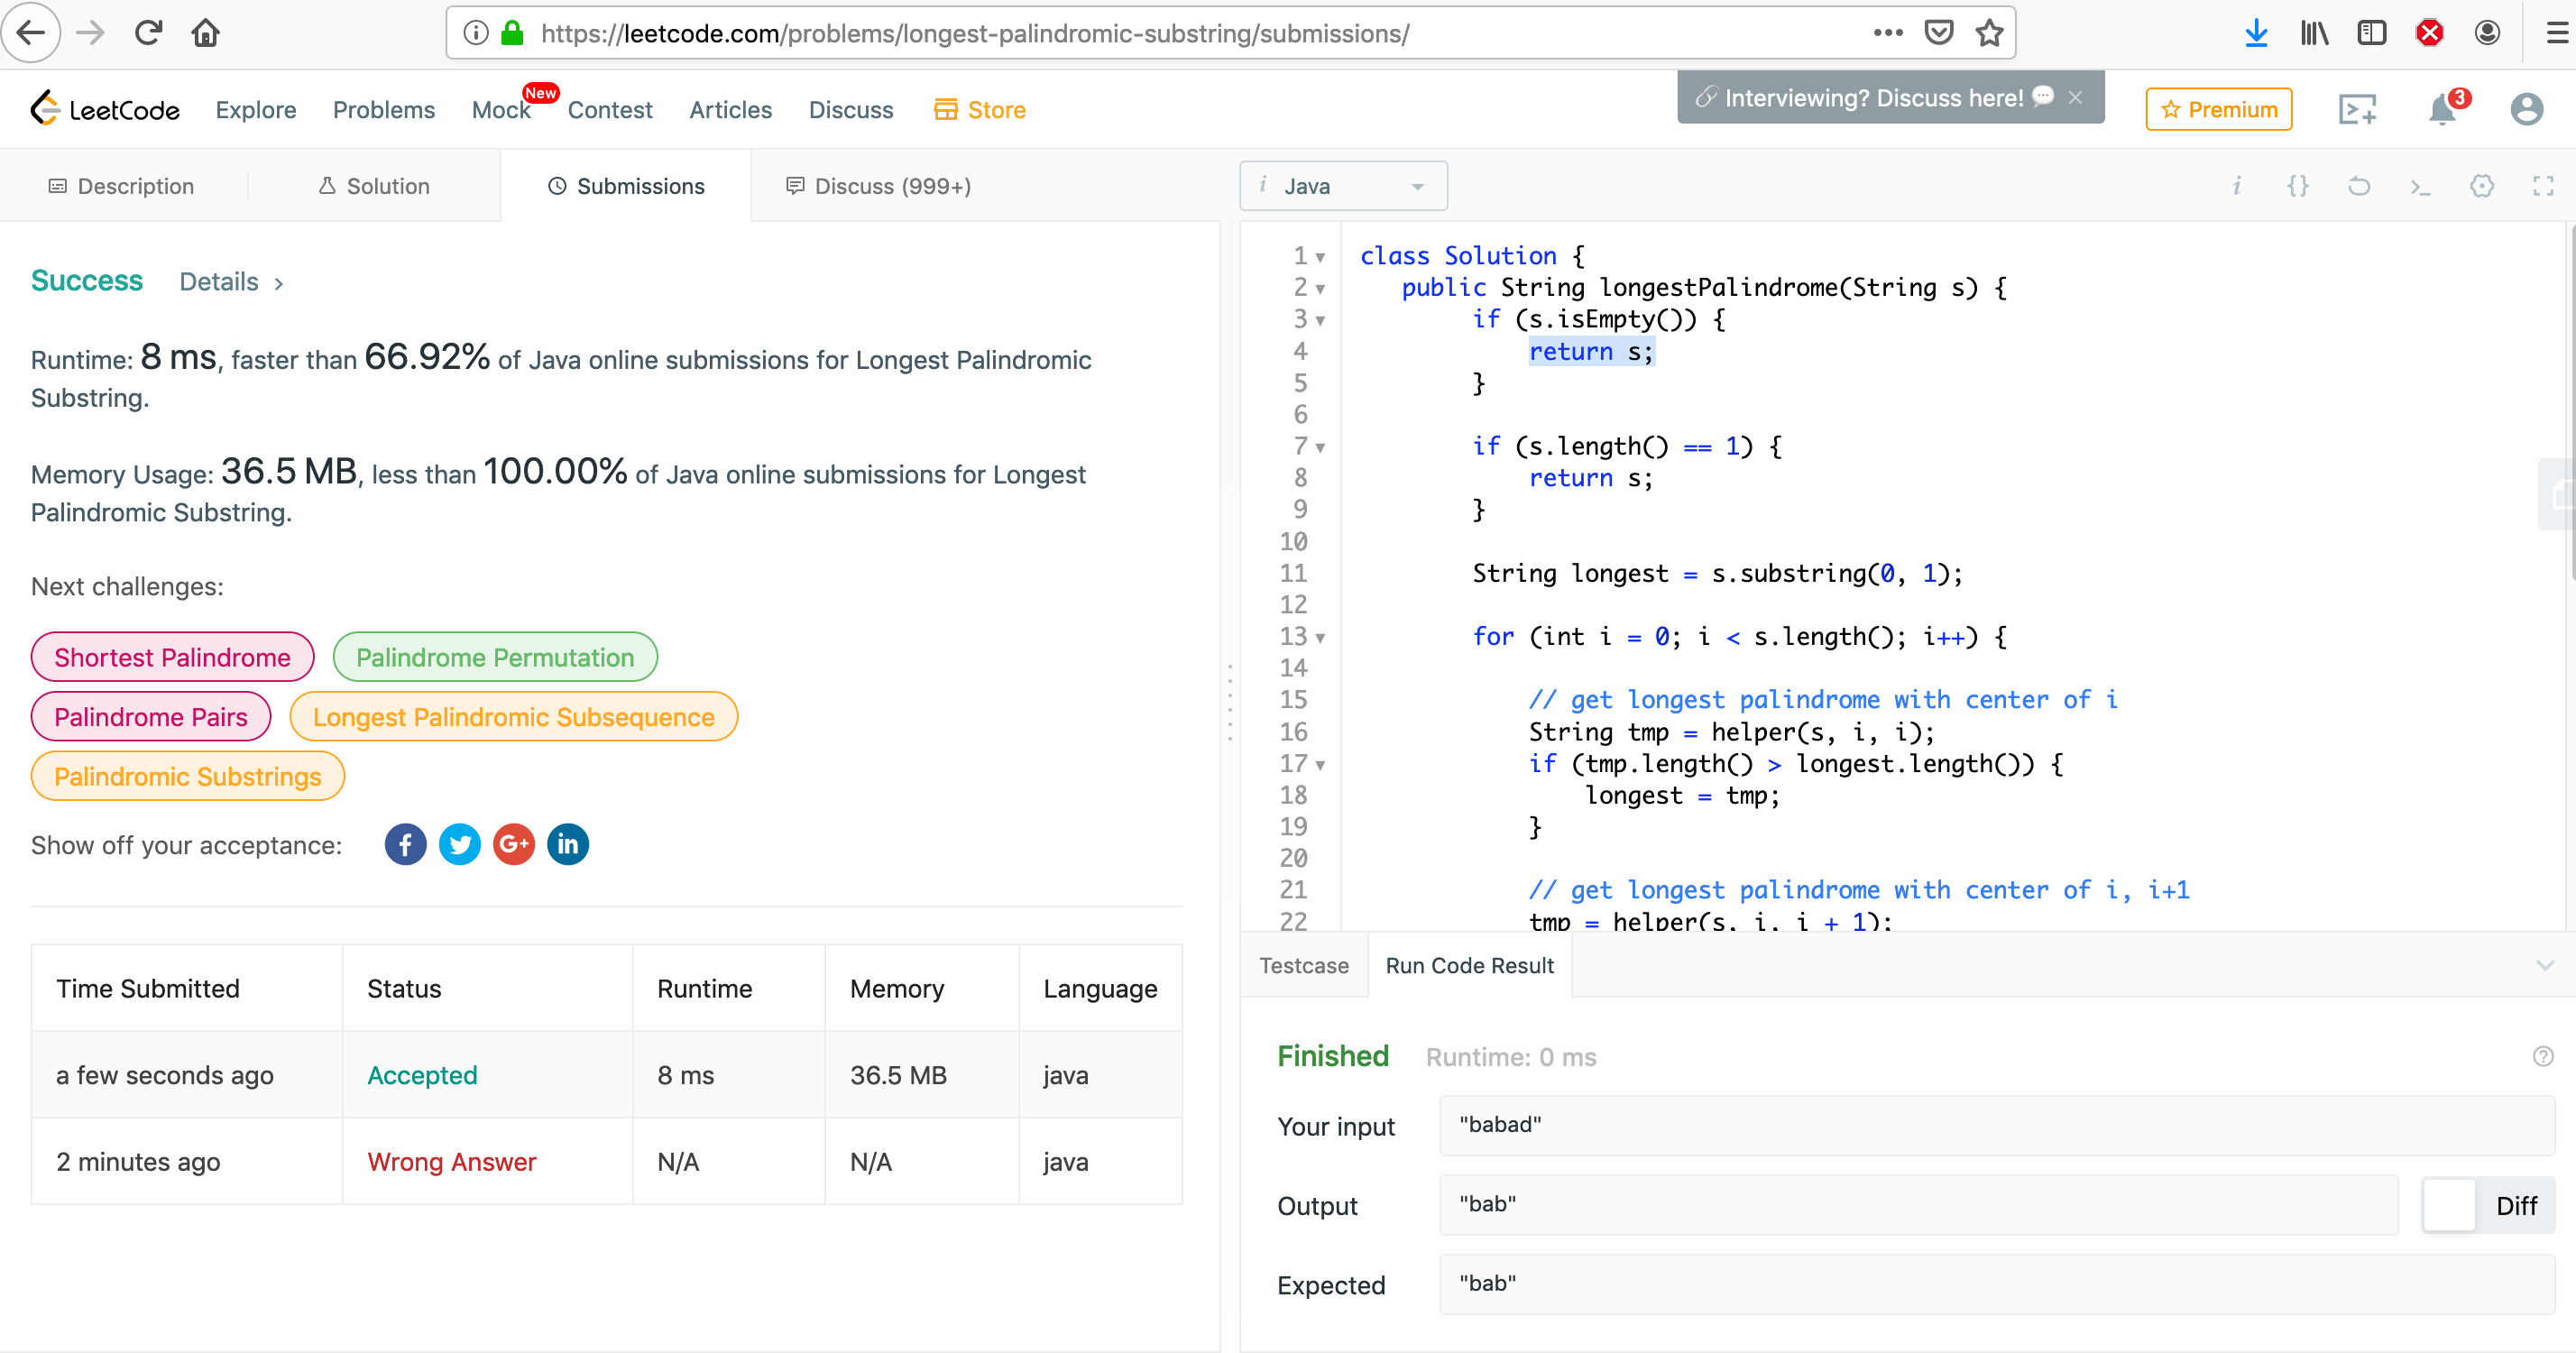 https://leetcode.com/problems/longest-palindromic-substring/submissions/
LeetCode Explore Problems Mock New Contest Articles Discuss Store
Interviewing? Discuss here! Premium 3
Description Solution Submissions Discuss (999+)
Success Details >
Runtime: 8 ms, faster than 66.92% of Java online submissions for Longest Palindromic
Substring.
Memory Usage: 36.5 MB, less than 100.00% of Java online submissions for Longest
Palindromic Substring.
Next challenges:
Shortest Palindrome Palindrome Permutation
Palindrome Pairs Longest Palindromic Subsequence
Palindromic Substrings
Show off your acceptance: f G+ in
Time Submitted Status Runtime Memory Language
a few seconds ago Accepted 8 ms 36.5 MB java
2 minutes ago Wrong Answer N/A N/A java
i Java i {} >_
1 class Solution {
2 public String longestPalindrome(String s) {
3 if (s.isEmpty()) {
4 return s;
5 }
6
7 if (s.length() == 1) {
8 return s;
9 }
10
11 String longest = s.substring(0, 1);
12
13 for (int i = 0; i < s.length(); i++) {
14
15 // get longest palindrome with center of i
16 String tmp = helper(s, i, i);
17 if (tmp.length() > longest.length()) {
18 longest = tmp;
19 }
20
21 // get longest palindrome with center of i, i+1
22 tmp = helper(s, i, i + 1);
Testcase Run Code Result
Finished Runtime: 0 ms
Your input "babad"
Output "bab" Diff
Expected "bab"